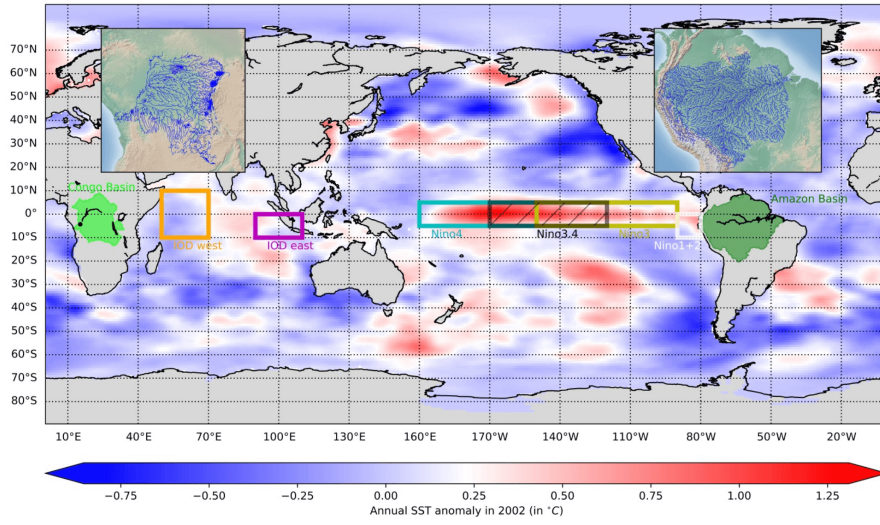 70°N
60°N
50°N
40°N
30°N
20°N
10°N
0°
10°S
20°S
30°S
40°S
50°S
60°S
70°S
80°S
Congo Basin
IOD west
IOD east
Nino4
Nino3.4
Nino3
Nino1+2
Amazon Basin
10°E 40°E 70°E 100°E 130°E 160°E 170°W 140°W 110°W 80°W 50°W 20°W
−0.75 −0.50 −0.25 0.00 0.25 0.50 0.75 1.00 1.25
Annual SST anomaly in 2002 (in °C)